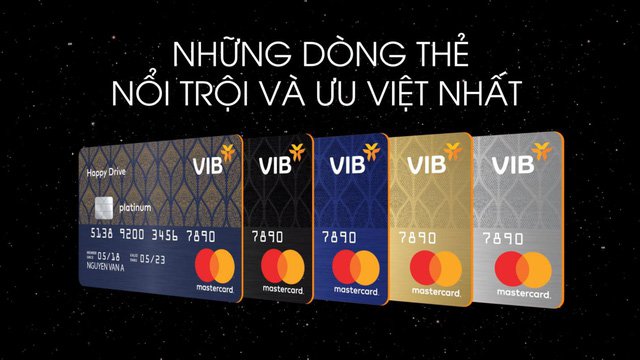 NHỮNG DÒNG THẺ
NỔI TRỘI VÀ ƯU VIỆT NHẤT
Happy Drive
VIB
platinum
5138 9200 3456 7890
MEMBER SINCE 05/18 VALID THRU 05/23
NGUYEN VAN A
mastercard.
VIB
7890
mastercard.
VIB
7890
mastercard.
VIB
7890
mastercard.
VIB
7890
mastercard.